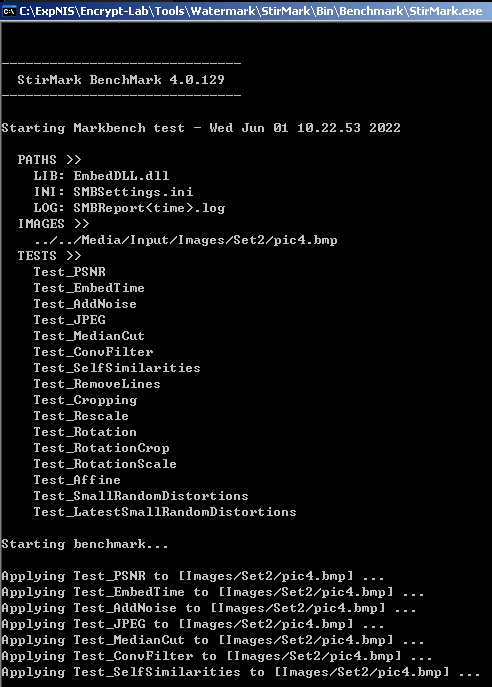 C:\ExpNIS\Encrypt-Lab\Tools\Watermark\StirMark\Bin\Benchmark\StirMark.exe
------------------------------
StirMark BenchMark 4.0.129
------------------------------
Starting Markbench test - Wed Jun 01 10.22.53 2022
PATHS >>
LIB: EmbedDLL.dll
INI: SMBSettings.ini
LOG: SMBReport<time>.log
IMAGES >>
../../Media/Input/Images/Set2/pic4.bmp
TESTS >>
Test_PSNR
Test_EmbedTime
Test_AddNoise
Test_JPEG
Test_MedianCut
Test_ConvFilter
Test_SelfSimilarities
Test_RemoveLines
Test_Cropping
Test_Rescale
Test_Rotation
Test_RotationCrop
Test_RotationScale
Test_Affine
Test_SmallRandomDistortions
Test_LatestSmallRandomDistortions
Starting benchmark...
Applying Test_PSNR to [Images/Set2/pic4.bmp] ...
Applying Test_EmbedTime to [Images/Set2/pic4.bmp] ...
Applying Test_AddNoise to [Images/Set2/pic4.bmp] ...
Applying Test_JPEG to [Images/Set2/pic4.bmp] ...
Applying Test_MedianCut to [Images/Set2/pic4.bmp] ...
Applying Test_ConvFilter to [Images/Set2/pic4.bmp] ...
Applying Test_SelfSimilarities to [Images/Set2/pic4.bmp] ...